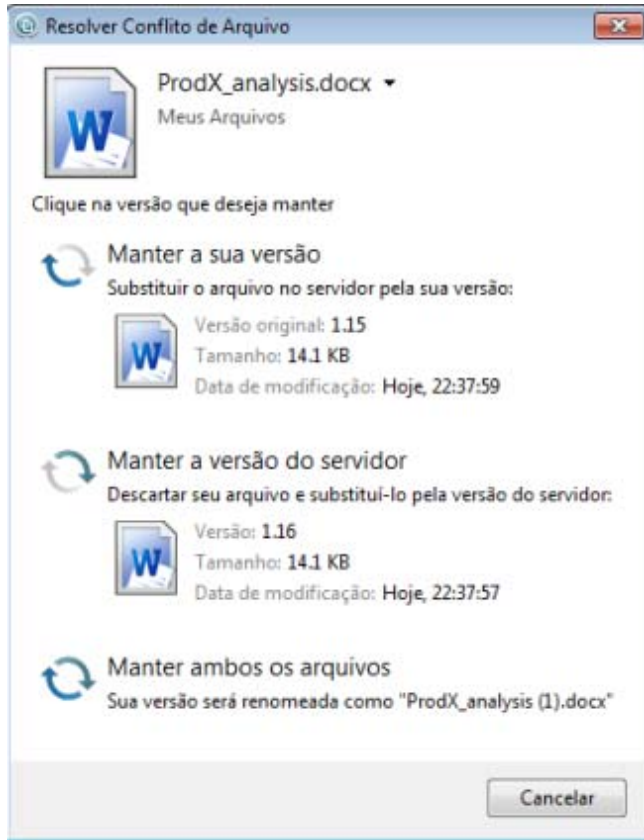 Resolver Conflito de Arquivo
ProdX_analysis.docx
Meus Arquivos
Clique na versão que deseja manter
Manter a sua versão
Substituir o arquivo no servidor pela sua versão:
Versão original: 1.15
Tamanho: 14.1 KB
Data de modificação: Hoje, 22:37:59
Manter a versão do servidor
Descartar seu arquivo e substituí-lo pela versão do servidor:
Versão: 1.16
Tamanho: 14.1 KB
Data de modificação: Hoje, 22:37:57
Manter ambos os arquivos
Sua versão será renomeada como "ProdX_analysis (1).docx"
Cancelar